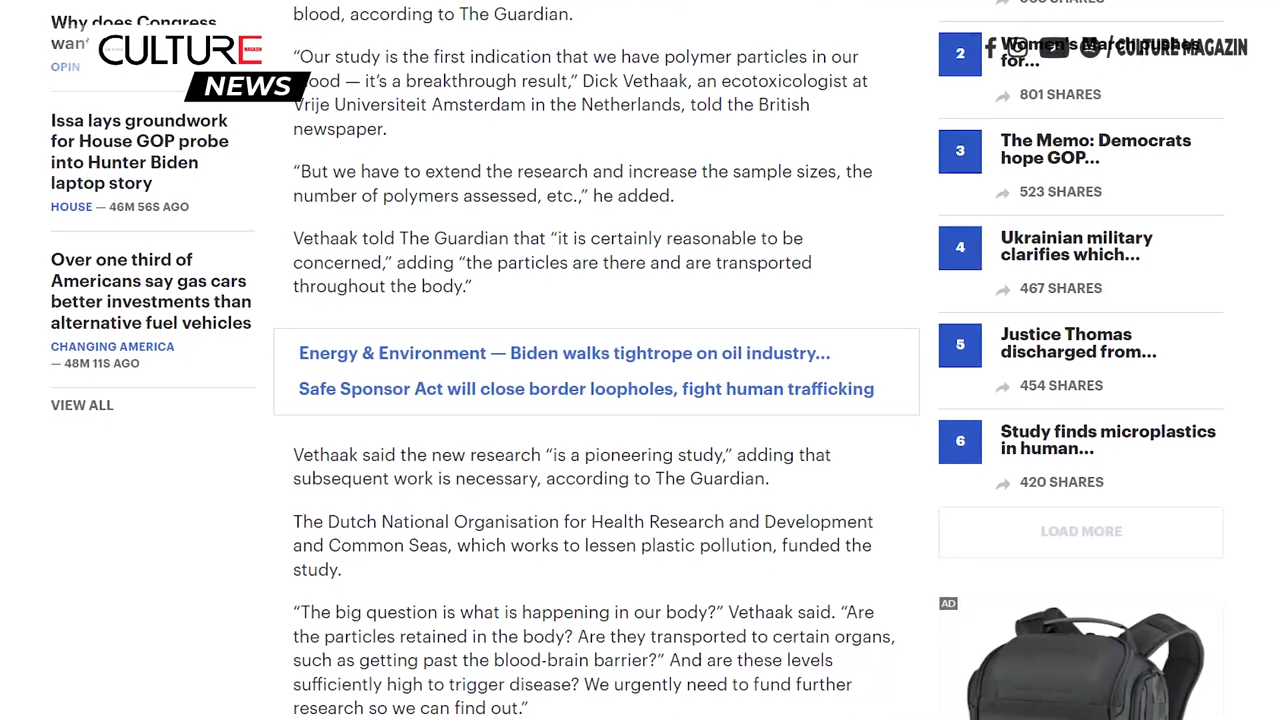 Why does Congress
CULTURE
MAGAZIN
NEWS
OPIN
Issa lays groundwork
for House GOP probe
into Hunter Biden
laptop story
HOUSE — 46M 56S AGO
Over one third of
Americans say gas cars
better investments than
alternative fuel vehicles
CHANGING AMERICA
— 48M 11S AGO
VIEW ALL
blood, according to The Guardian.
“Our study is the first indication that we have polymer particles in our
blood — it’s a breakthrough result,” Dick Vethaak, an ecotoxicologist at
Vrije Universiteit Amsterdam in the Netherlands, told the British
newspaper.
“But we have to extend the research and increase the sample sizes, the
number of polymers assessed, etc.,” he added.
Vethaak told The Guardian that “it is certainly reasonable to be
concerned,” adding “the particles are there and are transported
throughout the body.”
Energy & Environment — Biden walks tightrope on oil industry...
Safe Sponsor Act will close border loopholes, fight human trafficking
Vethaak said the new research “is a pioneering study,” adding that
subsequent work is necessary, according to The Guardian.
The Dutch National Organisation for Health Research and Development
and Common Seas, which works to lessen plastic pollution, funded the
study.
“The big question is what is happening in our body?” Vethaak said. “Are
the particles retained in the body? Are they transported to certain organs,
such as getting past the blood-brain barrier?” And are these levels
sufficiently high to trigger disease? We urgently need to fund further
research so we can find out.”
SHARES
2
Women's March pushes
for...
/ CULTURE MAGAZIN
801 SHARES
3
The Memo: Democrats
hope GOP...
523 SHARES
4
Ukrainian military
clarifies which...
467 SHARES
5
Justice Thomas
discharged from...
454 SHARES
6
Study finds microplastics
in human...
420 SHARES
LOAD MORE
AD